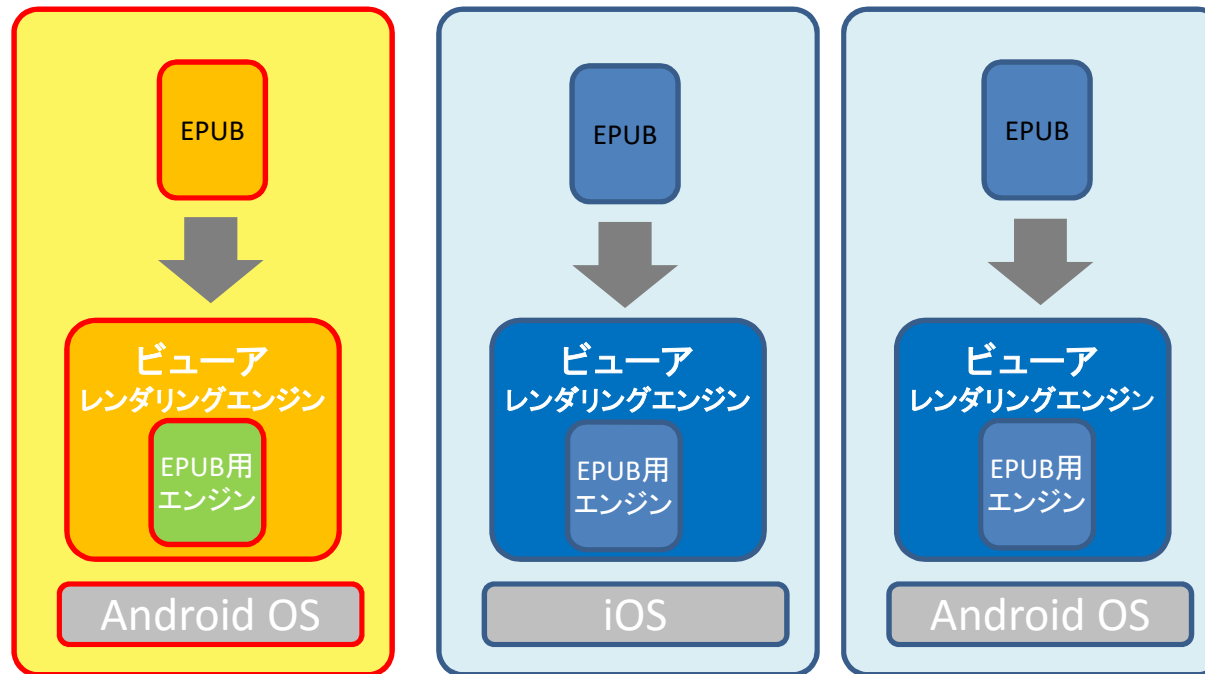 EPUB
ビューア
レンダリングエンジン
EPUB用
エンジン
Android OS
EPUB
ビューア
レンダリングエンジン
EPUB用
エンジン
iOS
EPUB
ビューア
レンダリングエンジン
EPUB用
エンジン
Android OS